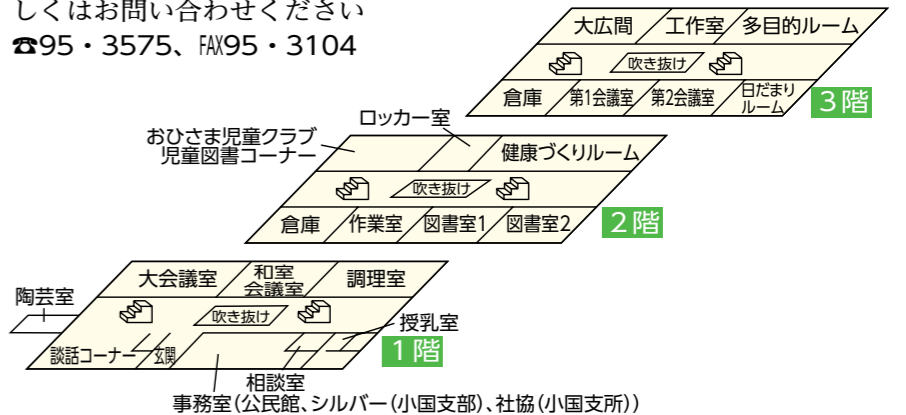 しくはお問い合わせください
☎95・3575、℻95・3104
大広間
工作室
多目的ルーム
吹き抜け
倉庫
第1会議室
第2会議室
日だまり
ルーム
3階
ロッカー室
おひさま児童クラブ
児童図書コーナー
健康づくりルーム
吹き抜け
倉庫
作業室
図書室1
図書室2
2階
大会議室
和室
会議室
調理室
陶芸室
吹き抜け
授乳室
談話コーナー
玄関
1階
相談室
事務室(公民館、シルバー(小国支部)、社協(小国支所))